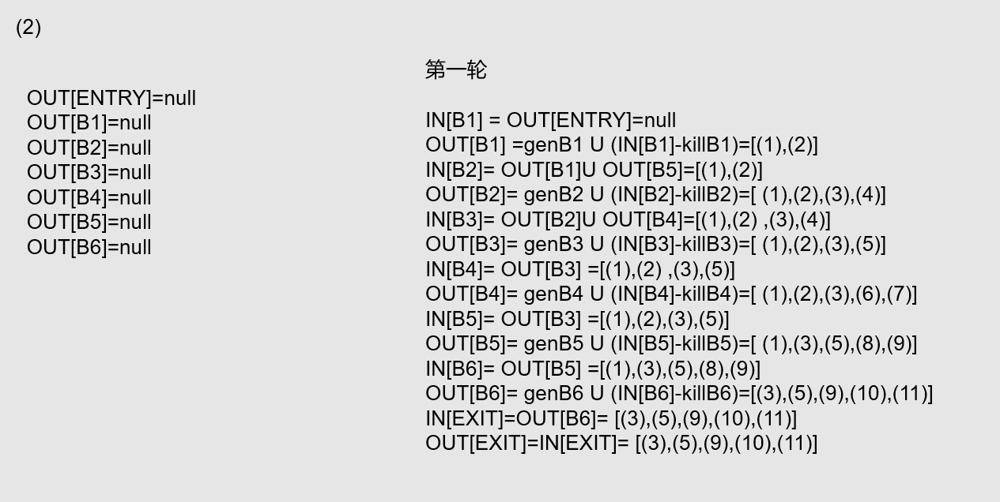 (2)
OUT[ENTRY]=null
OUT[B1]=null
OUT[B2]=null
OUT[B3]=null
OUT[B4]=null
OUT[B5]=null
OUT[B6]=null
第一轮
IN[B1] = OUT[ENTRY]=null
OUT[B1] =genB1 U (IN[B1]-killB1)=[(1),(2)]
IN[B2]= OUT[B1]U OUT[B5]=[(1),(2)]
OUT[B2]= genB2 U (IN[B2]-killB2)=[ (1),(2),(3),(4)]
IN[B3]= OUT[B2]U OUT[B4]=[(1),(2) ,(3),(4)]
OUT[B3]= genB3 U (IN[B3]-killB3)=[ (1),(2),(3),(5)]
IN[B4]= OUT[B3] =[(1),(2) ,(3),(5)]
OUT[B4]= genB4 U (IN[B4]-killB4)=[ (1),(2),(3),(6),(7)]
IN[B5]= OUT[B3] =[(1),(2),(3),(5)]
OUT[B5]= genB5 U (IN[B5]-killB5)=[ (1),(3),(5),(8),(9)]
IN[B6]= OUT[B5] =[(1),(3),(5),(8),(9)]
OUT[B6]= genB6 U (IN[B6]-killB6)=[(3),(5),(9),(10),(11)]
IN[EXIT]=OUT[B6]= [(3),(5),(9),(10),(11)]
OUT[EXIT]=IN[EXIT]= [(3),(5),(9),(10),(11)]